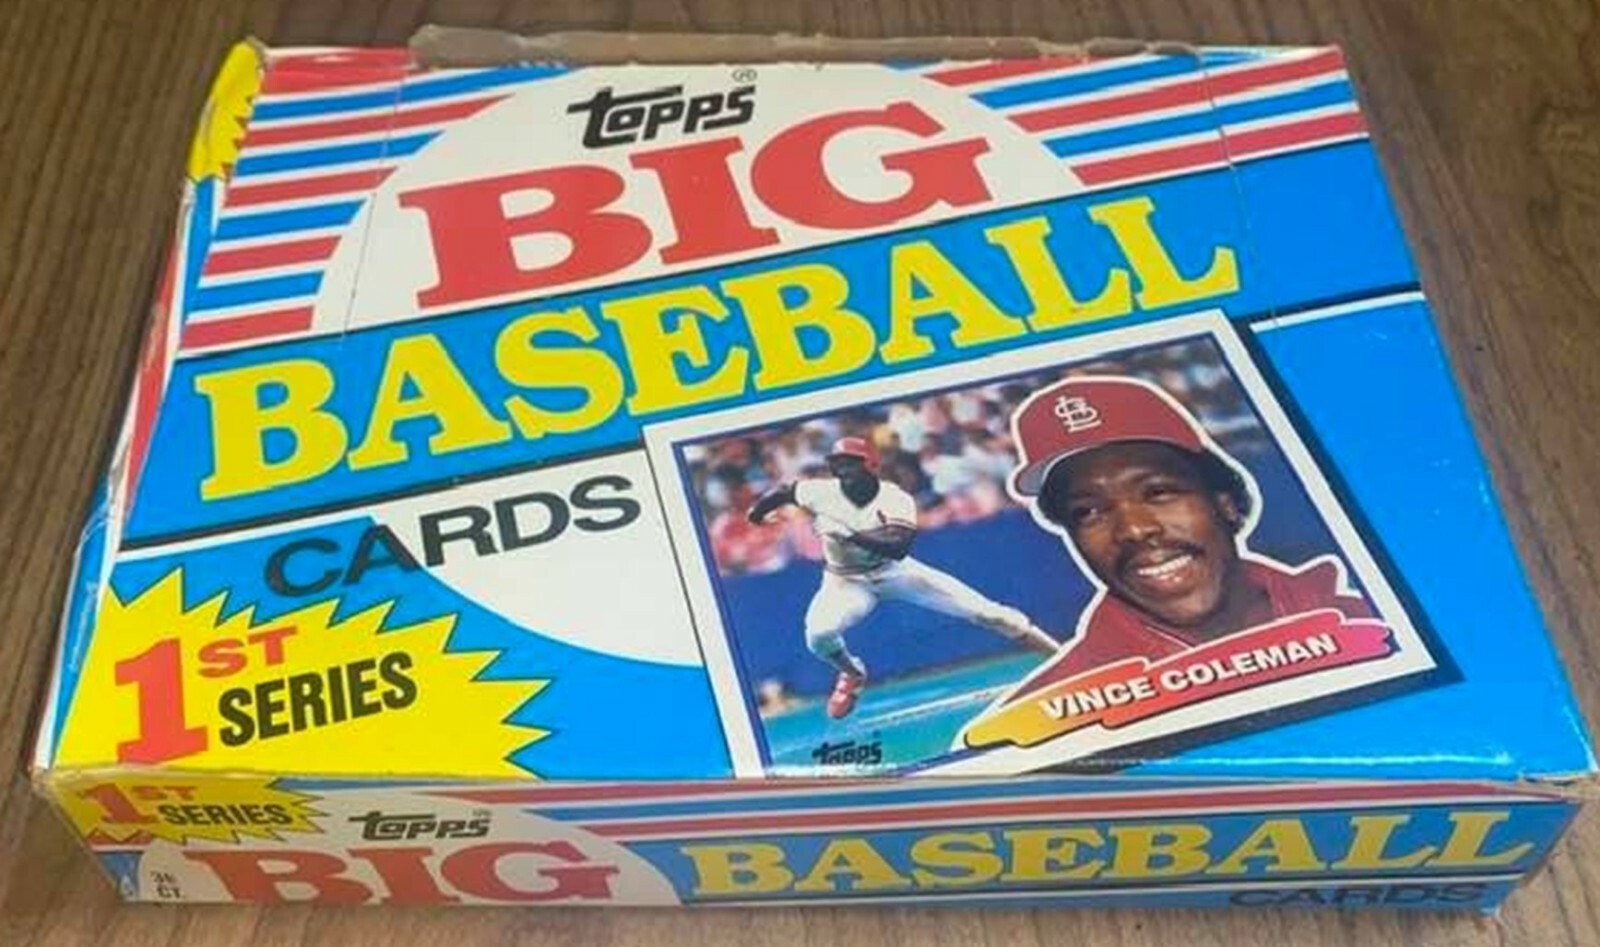 topps®
BIG
BASEBALL
CARDS
1ST
SERIES
VINCE COLEMAN
topps
1ST
SERIES
topps®
BIG BASEBALL
36
CT.
CARDS